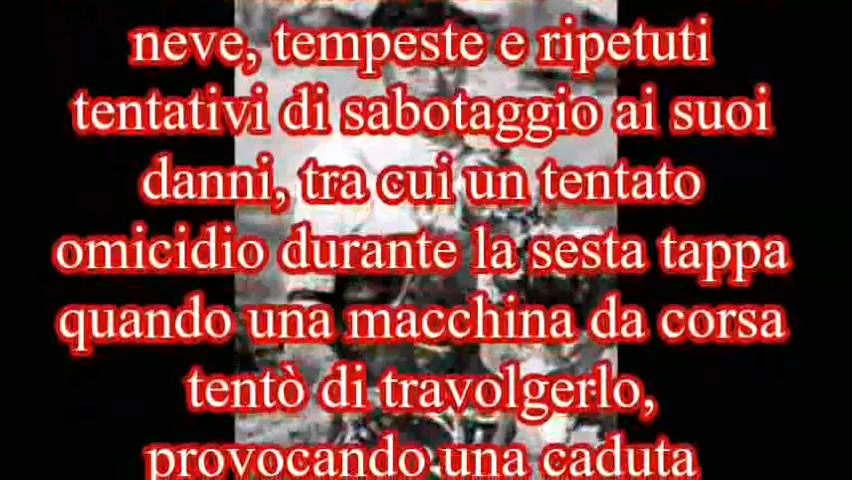 neve, tempeste e ripetuti
tentativi di sabotaggio ai suoi
danni, tra cui un tentato
omicidio durante la sesta tappa
quando una macchina da corsa
tentò di travolgerlo,
provocando una caduta